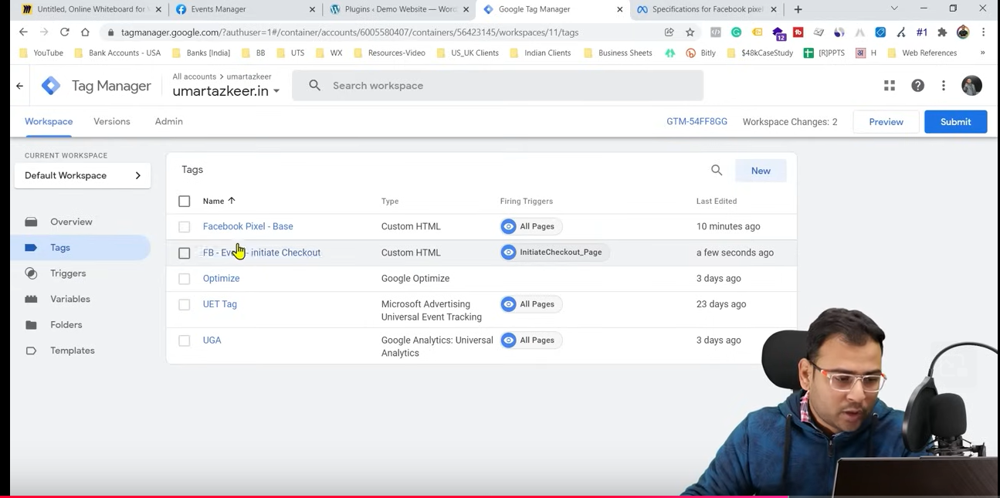 Untitled, Online Whiteboard for
Events Manager
Plugins ‹ Demo Website — Wor
Google Tag Manager
Specifications for Facebook pixel
tagmanager.google.com/?authuser=1#/container/accounts/6005580407/containers/56423145/workspaces/11/tags
12
#1
YouTube
Bank Accounts - USA
Banks [India]
BB
UTS
WX
Resources-Video
US_UK Clients
Indian Clients
Business Sheets
Bitly
$48kCaseStudy
[R]PPTS
H
Web References
»
Tag Manager
All accounts > umartazkeer
umartazkeer.in
Search workspace
Workspace
Versions
Admin
GTM-54FF8GG
Workspace Changes: 2
Preview
Submit
CURRENT WORKSPACE
Default Workspace
Overview
Tags
Triggers
Variables
Folders
Templates
Tags
New
Name
Type
Firing Triggers
Last Edited
Facebook Pixel - Base
Custom HTML
All Pages
10 minutes ago
FB - Eve - initiate Checkout
Custom HTML
InitiateCheckout_Page
a few seconds ago
Optimize
Google Optimize
3 days ago
UET Tag
Microsoft Advertising
Universal Event Tracking
All Pages
23 days ago
UGA
Google Analytics: Universal
Analytics
All Pages
3 days ago